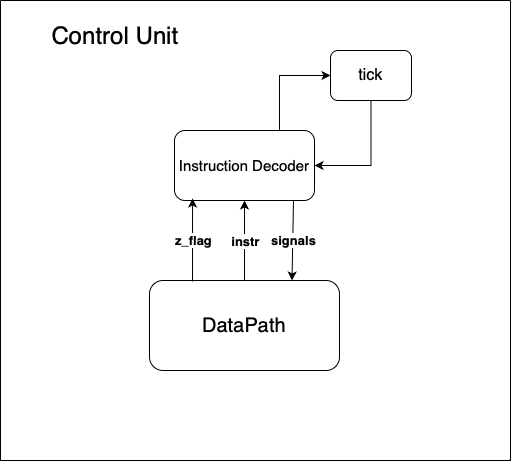 Control Unit
tick
Instruction Decoder
z_flag
instr
signals
DataPath